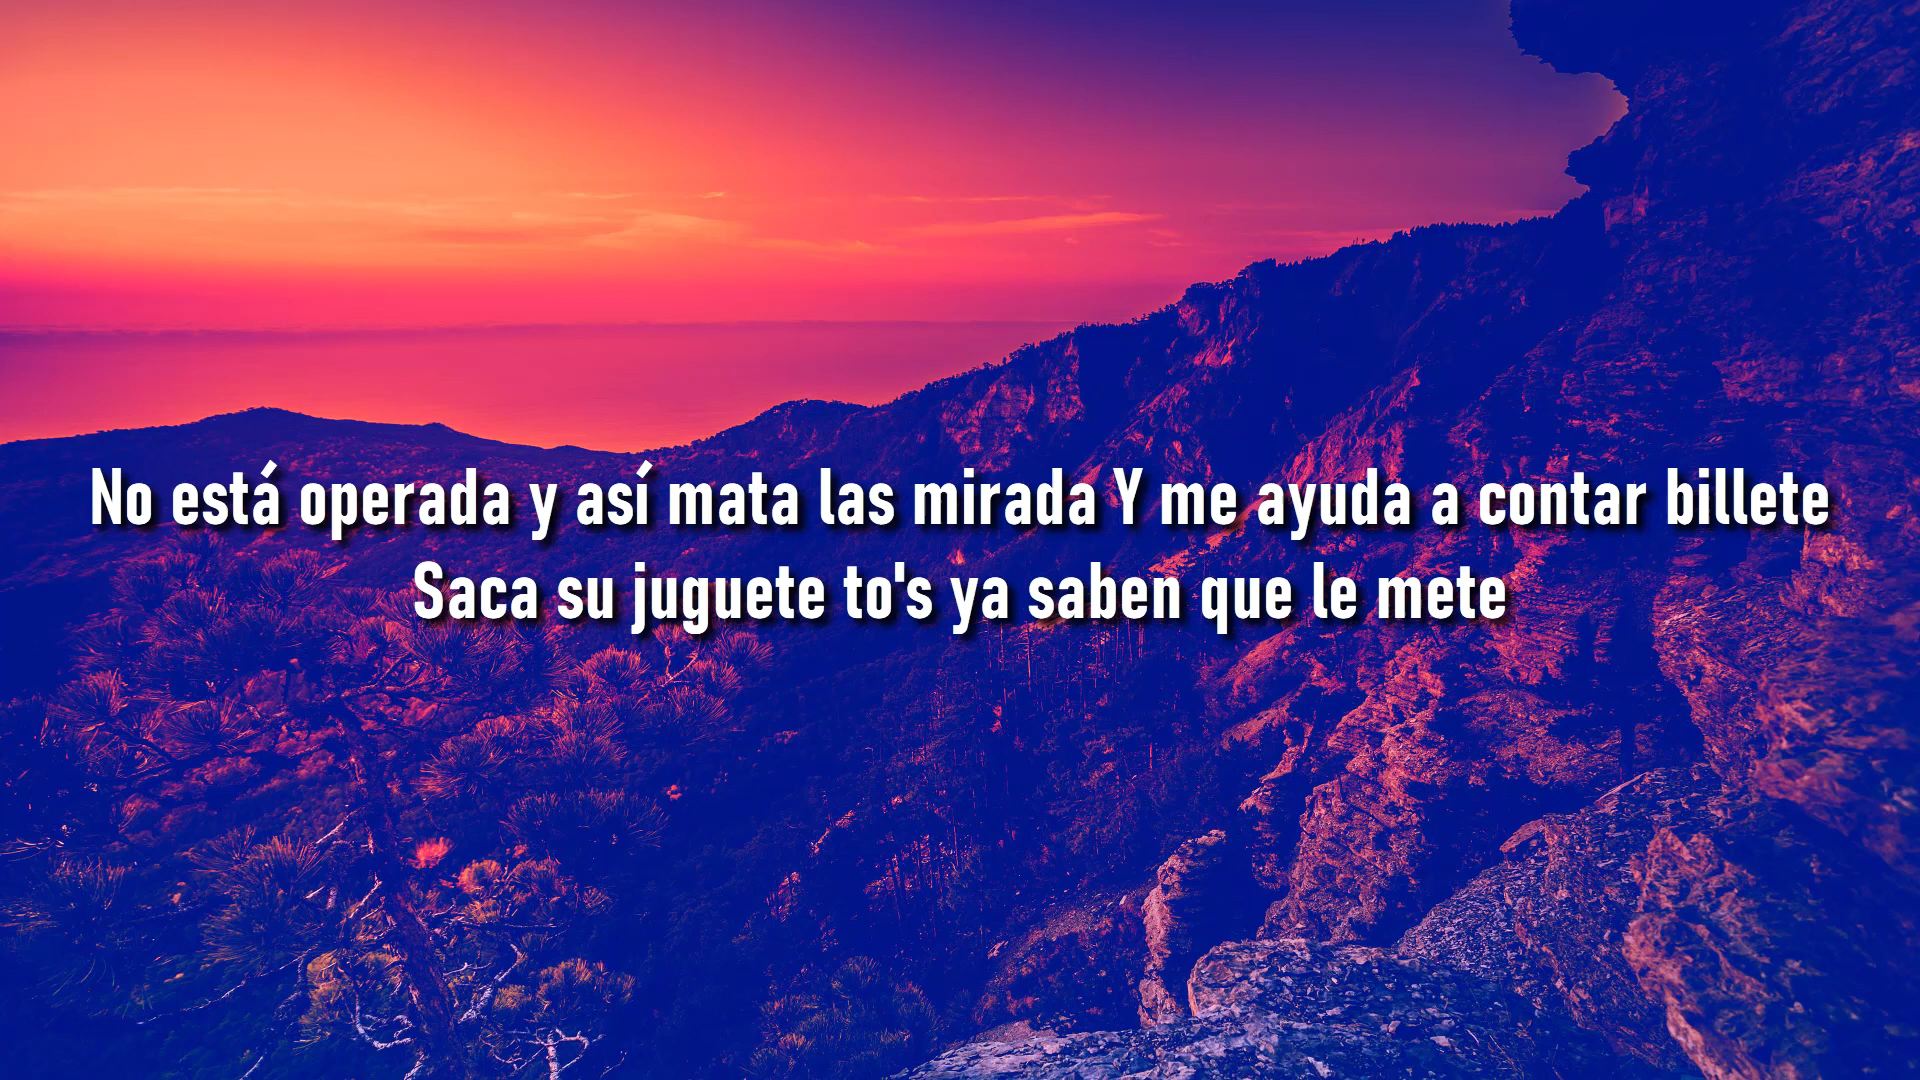 No está operada y así mata las mirada Y me ayuda a contar billete
Saca su juguete to's ya saben que le mete